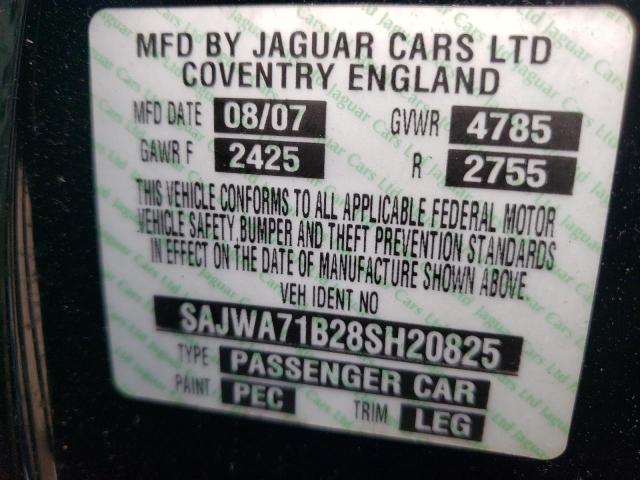 MFD BY JAGUAR CARS LTD
COVENTRY ENGLAND
MFD DATE 08/07 GVWR 4785
GAWR F 2425 R 2755
THIS VEHICLE CONFORMS TO ALL APPLICABLE FEDERAL MOTOR
VEHICLE SAFETY, BUMPER AND THEFT PREVENTION STANDARDS
IN EFFECT ON THE DATE OF MANUFACTURE SHOWN ABOVE.
VEH IDENT NO
SAJWA71B28SH20825
TYPE PASSENGER CAR
PAINT PEC TRIM LEG